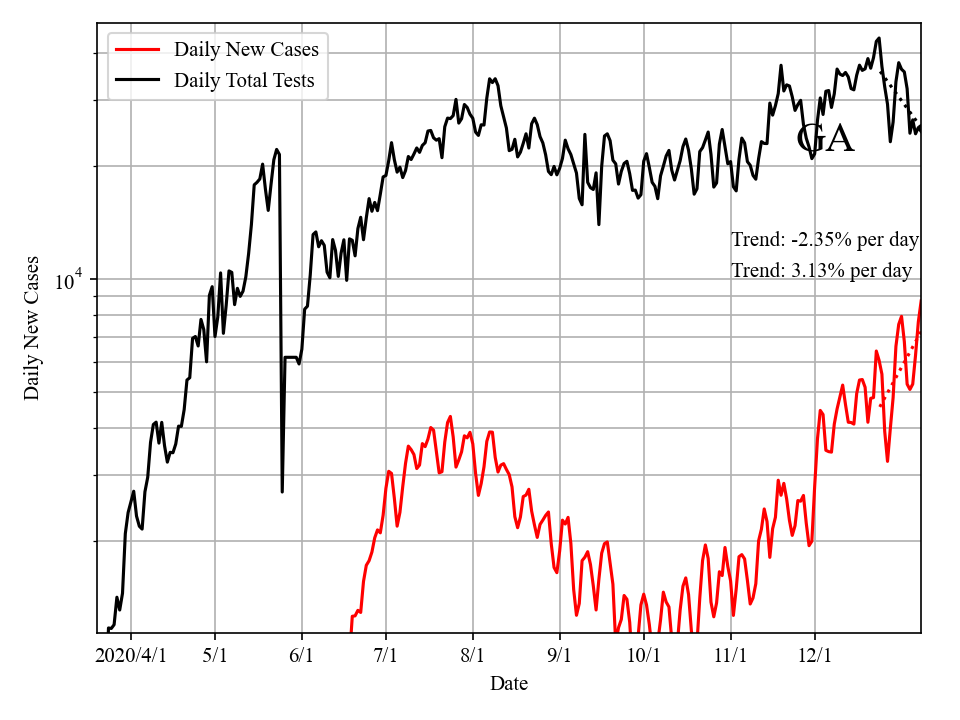 Daily New Cases
Daily Total Tests
GA
Trend: -2.35% per day
Trend: 3.13% per day
10^4
Daily New Cases
2020/4/1 5/1 6/1 7/1 8/1 9/1 10/1 11/1 12/1
Date